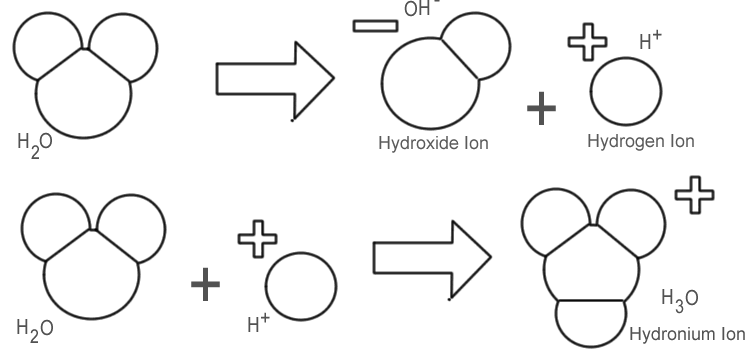 OH⁻
H⁺
H₂O
+
Hydroxide Ion
Hydrogen Ion
H₂O
+
H⁺
H₃O
Hydronium Ion